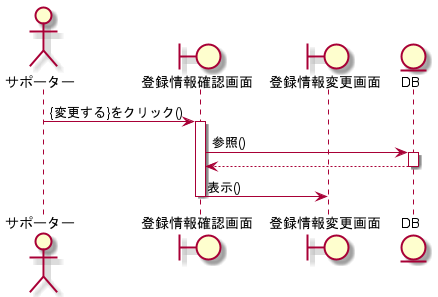 サポーター
登録情報確認画面
登録情報変更画面
DB
{変更する}をクリック()
参照()
表示()
サポーター
登録情報確認画面
登録情報変更画面
DB